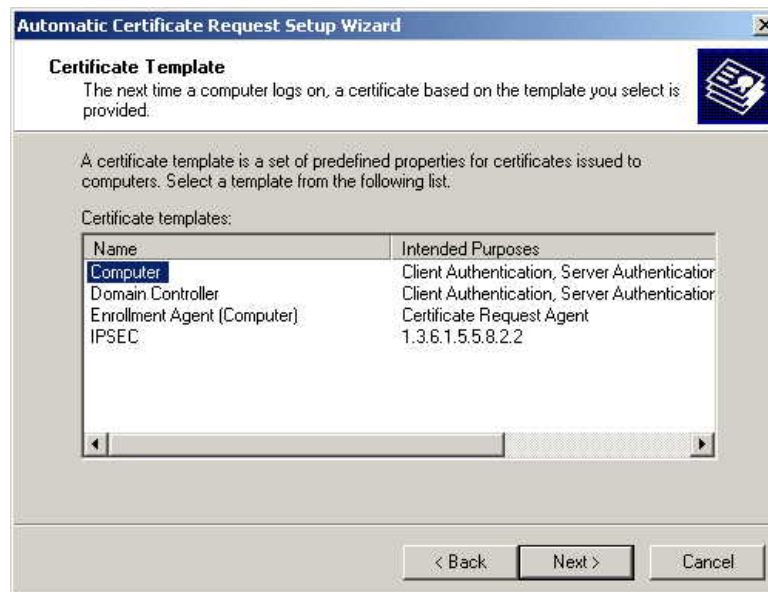 Automatic Certificate Request Setup Wizard
Certificate Template
The next time a computer logs on, a certificate based on the template you select is
provided.
A certificate template is a set of predefined properties for certificates issued to
computers. Select a template from the following list.
Certificate templates:
Name Intended Purposes
Computer Client Authentication, Server Authentication
Domain Controller Client Authentication, Server Authentication
Enrollment Agent (Computer) Certificate Request Agent
IPSEC 1.3.6.1.5.5.8.2.2
< Back Next > Cancel